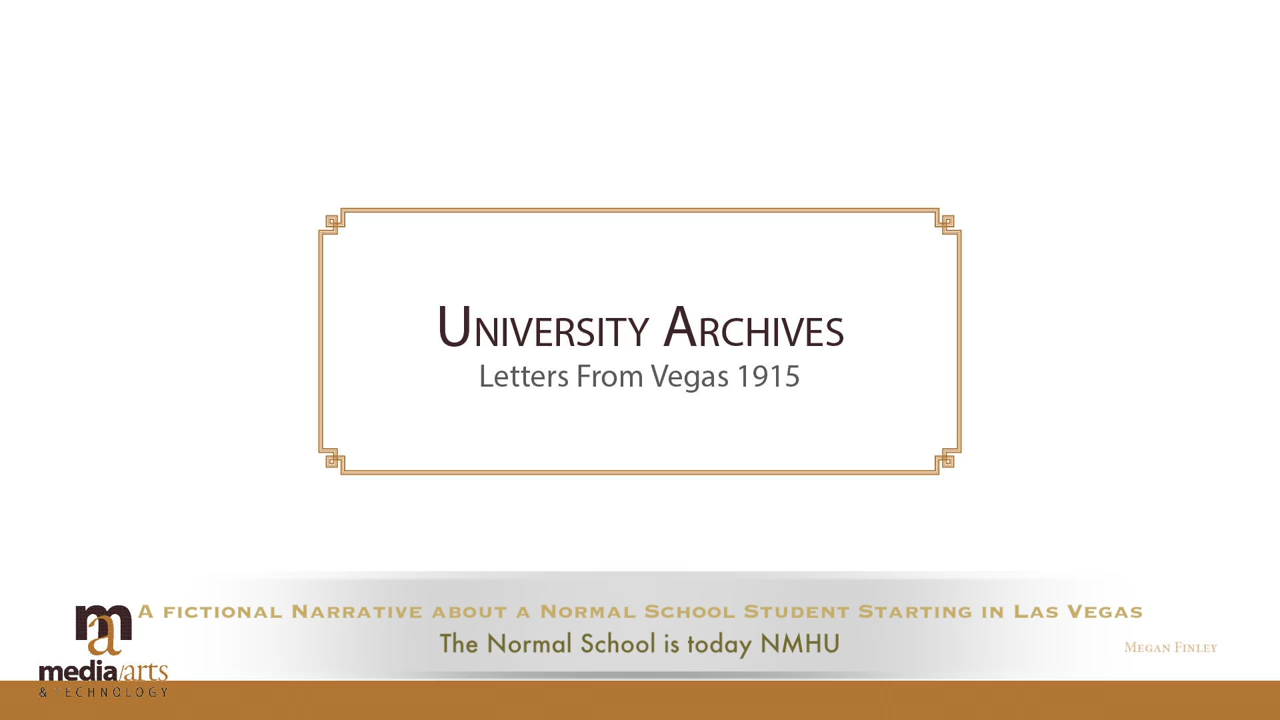 University Archives
Letters From Vegas 1915
A fictional Narrative about a Normal School Student Starting in Las Vegas
The Normal School is today NMHU
Megan Finley
ma
media/arts
& TECHNOLOGY